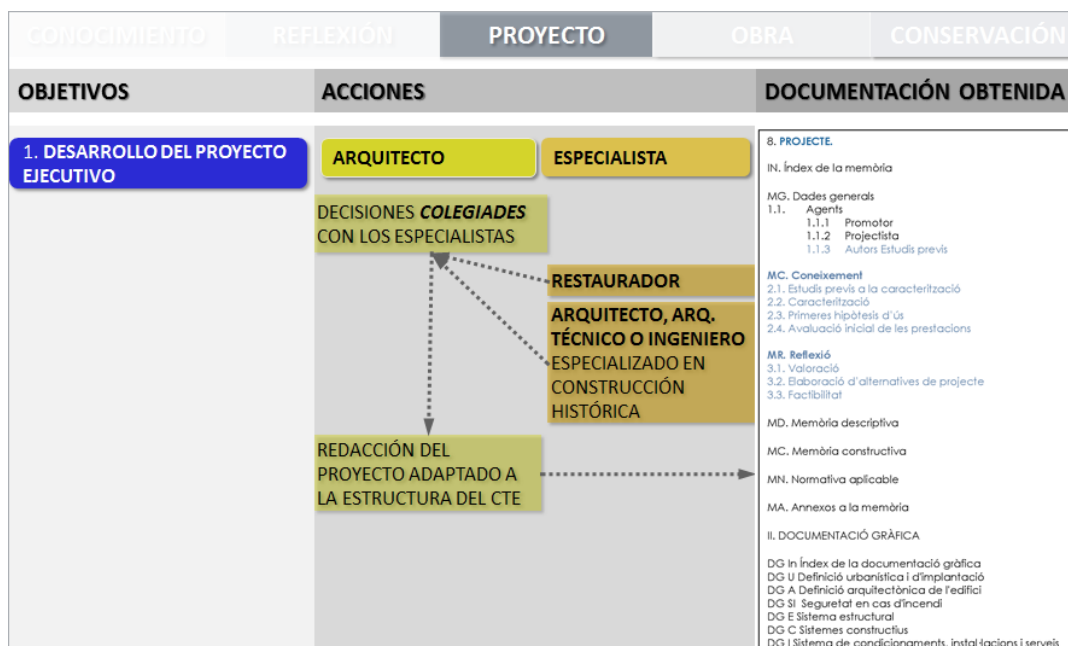 CONOCIMIENTO
REFLEXIÓN
PROYECTO
OBRA
CONSERVACIÓN
OBJETIVOS
ACCIONES
DOCUMENTACIÓN OBTENIDA
1. DESARROLLO DEL PROYECTO
EJECUTIVO
ARQUITECTO
ESPECIALISTA
DECISIONES COLEGIADES
CON LOS ESPECIALISTAS
RESTAURADOR
ARQUITECTO, ARQ.
TÉCNICO O INGENIERO
ESPECIALIZADO EN
CONSTRUCCIÓN
HISTÓRICA
REDACCIÓN DEL
PROYECTO ADAPTADO A
LA ESTRUCTURA DEL CTE
8. PROJECTE.
IN. Índex de la memòria
MG. Dades generals
1.1. Agents
1.1.1 Promotor
1.1.2 Projectista
1.1.3 Autors Estudis previs
MC. Coneixement
2.1. Estudis previs a la caracterització
2.2. Caracterització
2.3. Primeres hipòtesis d'ús
2.4. Avaluació inicial de les prestacions
MR. Reflexió
3.1. Valoració
3.2. Elaboració d'alternatives de projecte
3.3. Factibilitat
MD. Memòria descriptiva
MC. Memòria constructiva
MN. Normativa aplicable
MA. Annexos a la memòria
II. DOCUMENTACIÓ GRÀFICA
DG In Índex de la documentació gràfica
DG U Definició urbanística i d'implantació
DG A Definició arquitectònica de l'edifici
DG SI Seguretat en cas d'incendi
DG E Sistema estructural
DG C Sistemes constructius
DG I Sistema de condicionaments, instal·lacions i serveis